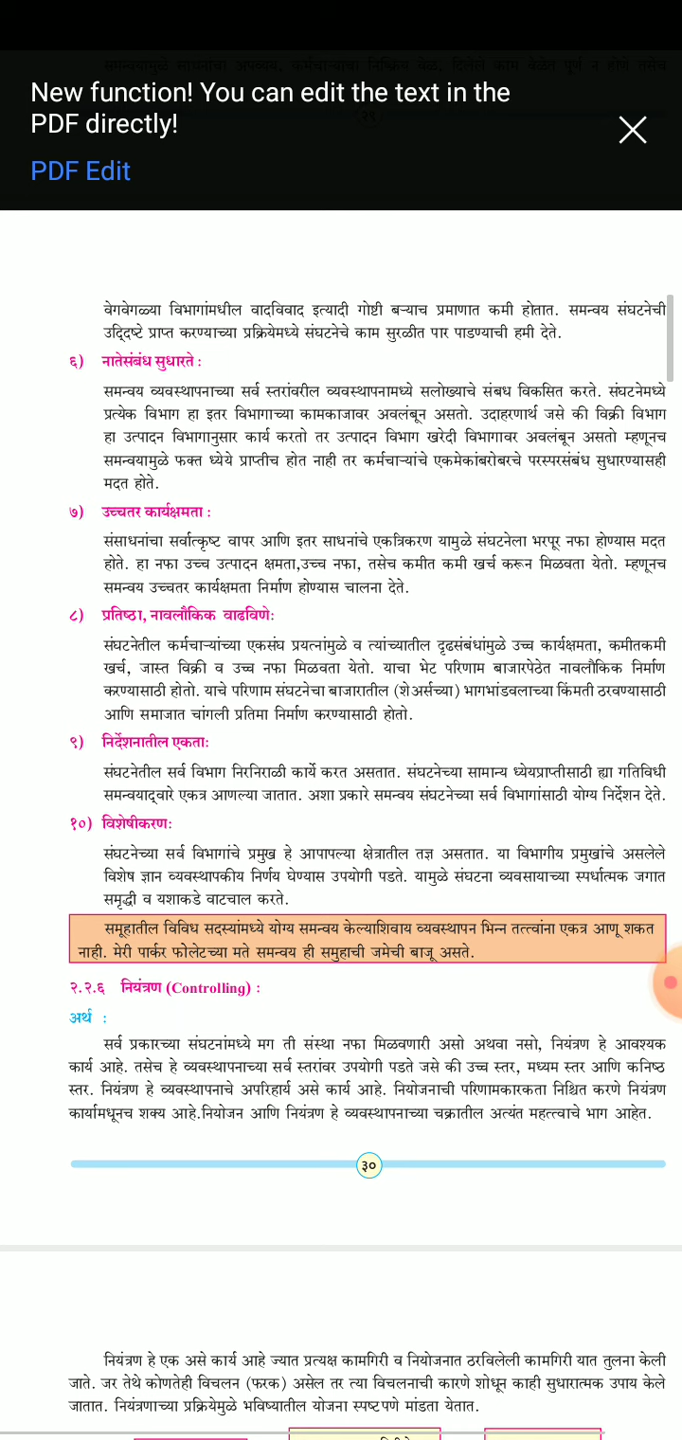 समन्वयामुळे साधनांचा अपव्यय, कर्मचाऱ्यांचा निष्क्रिय वेळ, दिलेले काम वेळेत पूर्ण न होणे तसेच
२९
New function! You can edit the text in the
PDF directly!
PDF Edit
वेगवेगळ्या विभागांमधील वादविवाद इत्यादी गोष्टी बऱ्याच प्रमाणात कमी होतात. समन्वय संघटनेची
उद्दिष्टे प्राप्त करण्याच्या प्रक्रियेमध्ये संघटनेचे काम सुरळीत पार पाडण्याची हमी देते.
६) नातेसंबंध सुधारते :
समन्वय व्यवस्थापनाच्या सर्व स्तरांवरील व्यवस्थापनामध्ये सलोख्याचे संबध विकसित करते. संघटनेमध्ये
प्रत्येक विभाग हा इतर विभागाच्या कामकाजावर अवलंबून असतो. उदाहरणार्थ जसे की विक्री विभाग
हा उत्पादन विभागानुसार कार्य करतो तर उत्पादन विभाग खरेदी विभागावर अवलंबून असतो म्हणूनच
समन्वयामुळे फक्त ध्येये प्राप्तीच होत नाही तर कर्मचाऱ्यांचे एकमेकांबरोबरचे परस्परसंबंध सुधारण्यासही
मदत होते.
७) उच्चतर कार्यक्षमता :
संसाधनांचा सर्वात्कृष्ट वापर आणि इतर साधनांचे एकत्रिकरण यामुळे संघटनेला भरपूर नफा होण्यास मदत
होते. हा नफा उच्च उत्पादन क्षमता,उच्च नफा, तसेच कमीत कमी खर्च करून मिळवता येतो. म्हणूनच
समन्वय उच्चतर कार्यक्षमता निर्माण होण्यास चालना देते.
८) प्रतिष्ठा, नावलौकिक वाढविणे:
संघटनेतील कर्मचाऱ्यांच्या एकसंघ प्रयत्नांमुळे व त्यांच्यातील दृढसंबंधांमुळे उच्च कार्यक्षमता, कमीतकमी
खर्च, जास्त विक्री व उच्च नफा मिळवता येतो. याचा भेट परिणाम बाजारपेठेत नावलौकिक निर्माण
करण्यासाठी होतो. याचे परिणाम संघटनेचा बाजारातील (शेअर्सच्या) भागभांडवलाच्या किंमती ठरवण्यासाठी
आणि समाजात चांगली प्रतिमा निर्माण करण्यासाठी होतो.
९) निर्देशनातील एकता:
संघटनेतील सर्व विभाग निरनिराळी कार्ये करत असतात. संघटनेच्या सामान्य ध्येयप्राप्तीसाठी ह्या गतिविधी
समन्वयाद्वारे एकत्र आणल्या जातात. अशा प्रकारे समन्वय संघटनेच्या सर्व विभागांसाठी योग्य निर्देशन देते.
१०) विशेषीकरण:
संघटनेच्या सर्व विभागांचे प्रमुख हे आपापल्या क्षेत्रातील तज्ञ असतात. या विभागीय प्रमुखांचे असलेले
विशेष ज्ञान व्यवस्थापकीय निर्णय घेण्यास उपयोगी पडते. यामुळे संघटना व्यवसायाच्या स्पर्धात्मक जगात
समृद्धी व यशाकडे वाटचाल करते.
समूहातील विविध सदस्यांमध्ये योग्य समन्वय केल्याशिवाय व्यवस्थापन भिन्न तत्त्वांना एकत्र आणू शकत
नाही. मेरी पार्कर फोलेटच्या मते समन्वय ही समुहाची जमेची बाजू असते.
२.२.६ नियंत्रण (Controlling) :
अर्थ :
सर्व प्रकारच्या संघटनांमध्ये मग ती संस्था नफा मिळवणारी असो अथवा नसो, नियंत्रण हे आवश्यक
कार्य आहे. तसेच हे व्यवस्थापनाच्या सर्व स्तरांवर उपयोगी पडते जसे की उच्च स्तर, मध्यम स्तर आणि कनिष्ठ
स्तर. नियंत्रण हे व्यवस्थापनाचे अपरिहार्य असे कार्य आहे. नियोजनाची परिणामकारकता निश्चित करणे नियंत्रण
कार्यामधूनच शक्य आहे.नियोजन आणि नियंत्रण हे व्यवस्थापनाच्या चक्रातील अत्यंत महत्त्वाचे भाग आहेत.
३०
नियंत्रण हे एक असे कार्य आहे ज्यात प्रत्यक्ष कामगिरी व नियोजनात ठरविलेली कामगिरी यात तुलना केली
जाते. जर तेथे कोणतेही विचलन (फरक) असेल तर त्या विचलनाची कारणे शोधून काही सुधारात्मक उपाय केले
जातात. नियंत्रणाच्या प्रक्रियेमुळे भविष्यातील योजना स्पष्टपणे मांडता येतात.